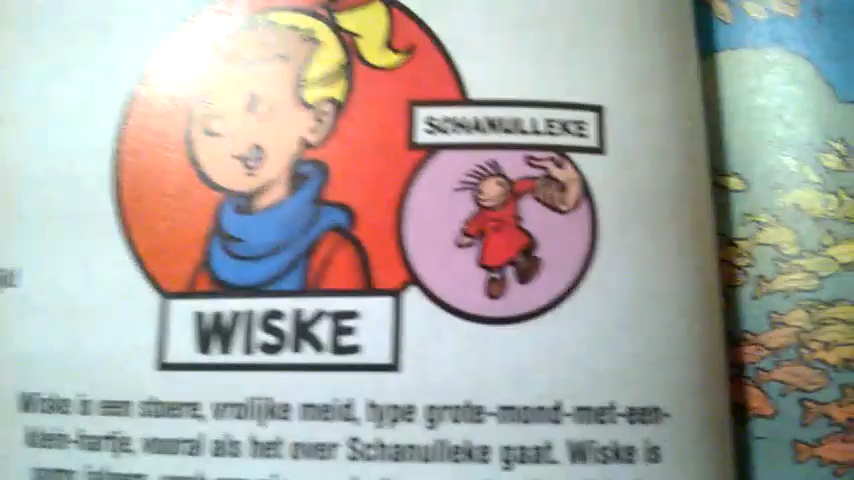 SCHANULLEKE
WISKE
Wiske is een stoere, vrolijke meid, type grote-mond-met-een-
klein-hartje, vooral als het over Schanulleke gaat. Wiske is